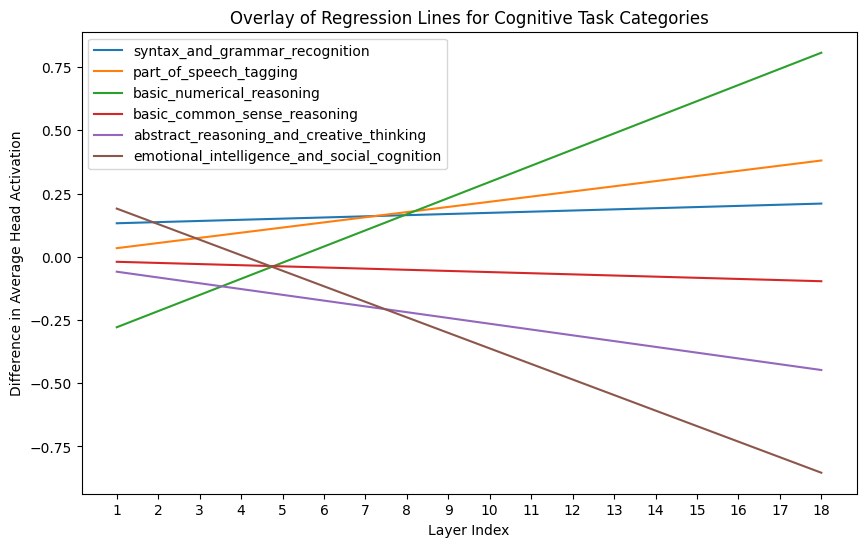 Overlay of Regression Lines for Cognitive Task Categories
syntax_and_grammar_recognition
part_of_speech_tagging
basic_numerical_reasoning
basic_common_sense_reasoning
abstract_reasoning_and_creative_thinking
emotional_intelligence_and_social_cognition
Difference in Average Head Activation
0.75
0.50
0.25
0.00
−0.25
−0.50
−0.75
1 2 3 4 5 6 7 8 9 10 11 12 13 14 15 16 17 18
Layer Index